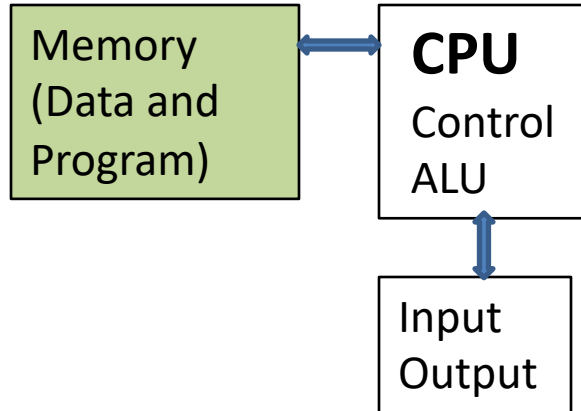 Memory
(Data and
Program)
CPU
Control
ALU
Input
Output